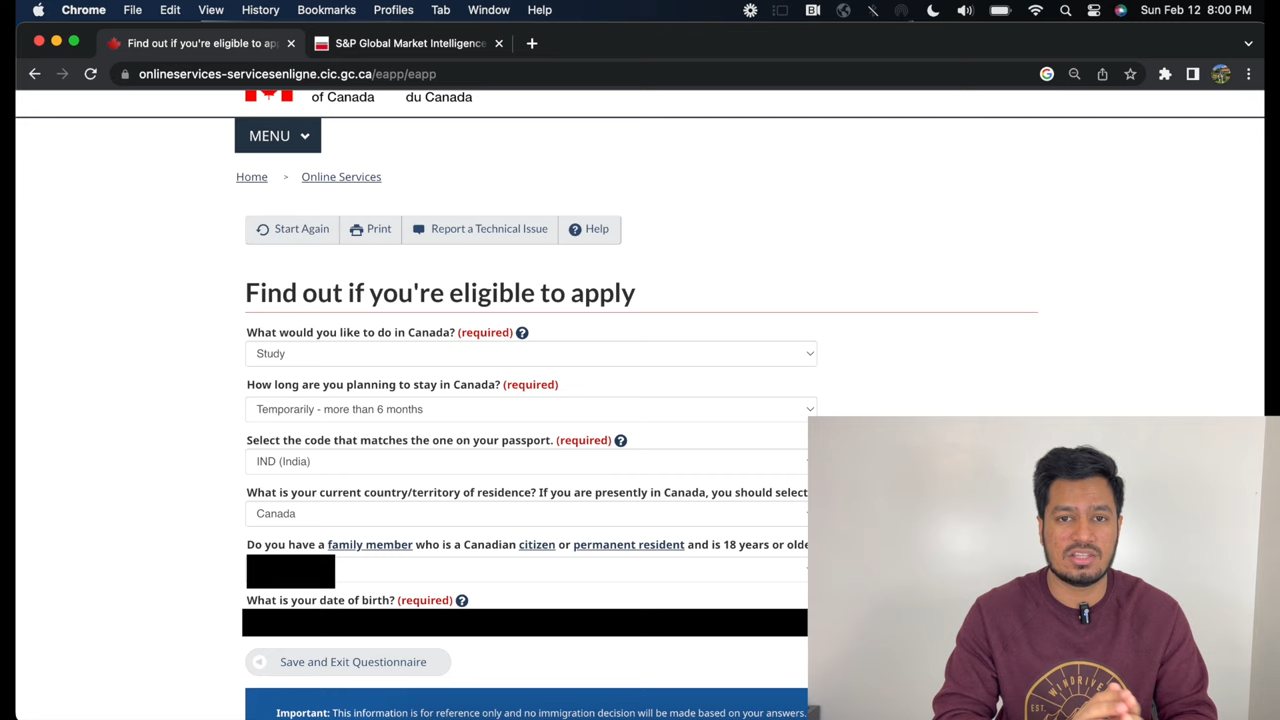 Chrome File Edit View History Bookmarks Profiles Tab Window Help Sun Feb 12 8:00 PM
Find out if you're eligible to ap S&P Global Market Intelligence
onlineservices-servicesenligne.cic.gc.ca/eapp/eapp
of Canada du Canada
MENU
Home > Online Services
Start Again Print Report a Technical Issue Help
Find out if you're eligible to apply
What would you like to do in Canada? (required)
Study
How long are you planning to stay in Canada? (required)
Temporarily - more than 6 months
Select the code that matches the one on your passport. (required)
IND (India)
What is your current country/territory of residence? If you are presently in Canada, you should select
Canada
Do you have a family member who is a Canadian citizen or permanent resident and is 18 years or olde
What is your date of birth? (required)
Save and Exit Questionnaire
Important: This information is for reference only and no immigration decision will be made based on your answers.
WINDRIVER
EST.